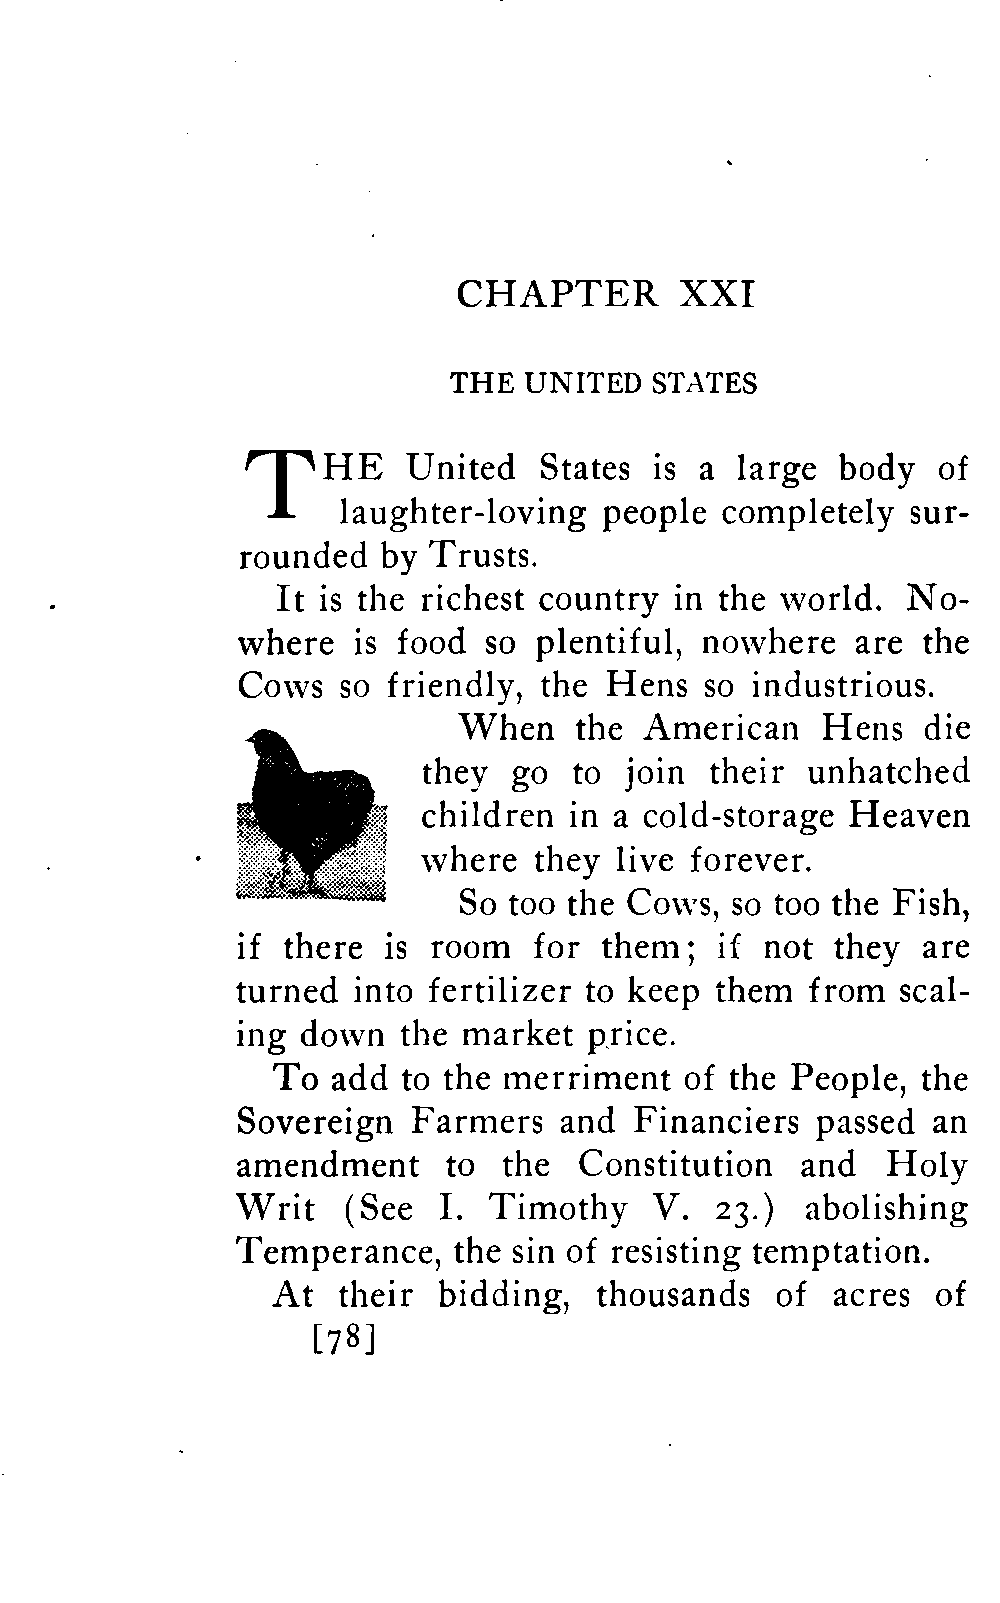 CHAPTER XXI
THE UNITED STATES
THE United States is a large body of
laughter-loving people completely sur-
rounded by Trusts.
It is the richest country in the world. No-
where is food so plentiful, nowhere are the
Cows so friendly, the Hens so industrious.
When the American Hens die
they go to join their unhatched
children in a cold-storage Heaven
where they live forever.
So too the Cows, so too the Fish,
if there is room for them; if not they are
turned into fertilizer to keep them from scal-
ing down the market price.
To add to the merriment of the People, the
Sovereign Farmers and Financiers passed an
amendment to the Constitution and Holy
Writ (See I. Timothy V. 23.) abolishing
Temperance, the sin of resisting temptation.
At their bidding, thousands of acres of
[78]